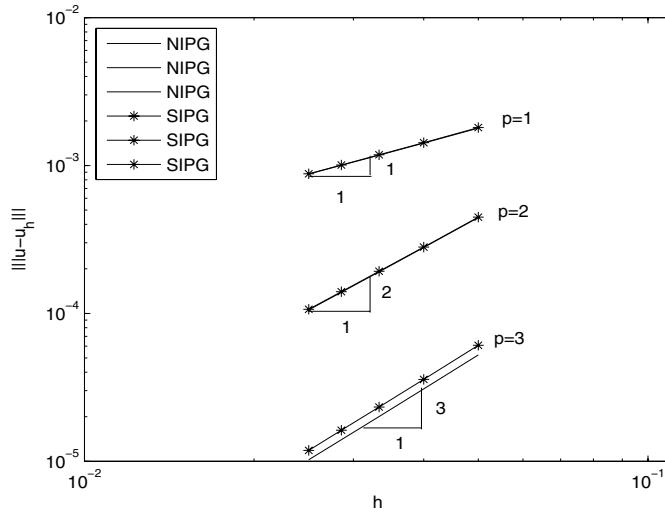 10^-2
NIPG
NIPG
NIPG
SIPG
SIPG
SIPG
p=1
10^-3
1
1
|||u−u_h|||
p=2
2
10^-4
1
p=3
3
1
10^-5
10^-2
10^-1
h